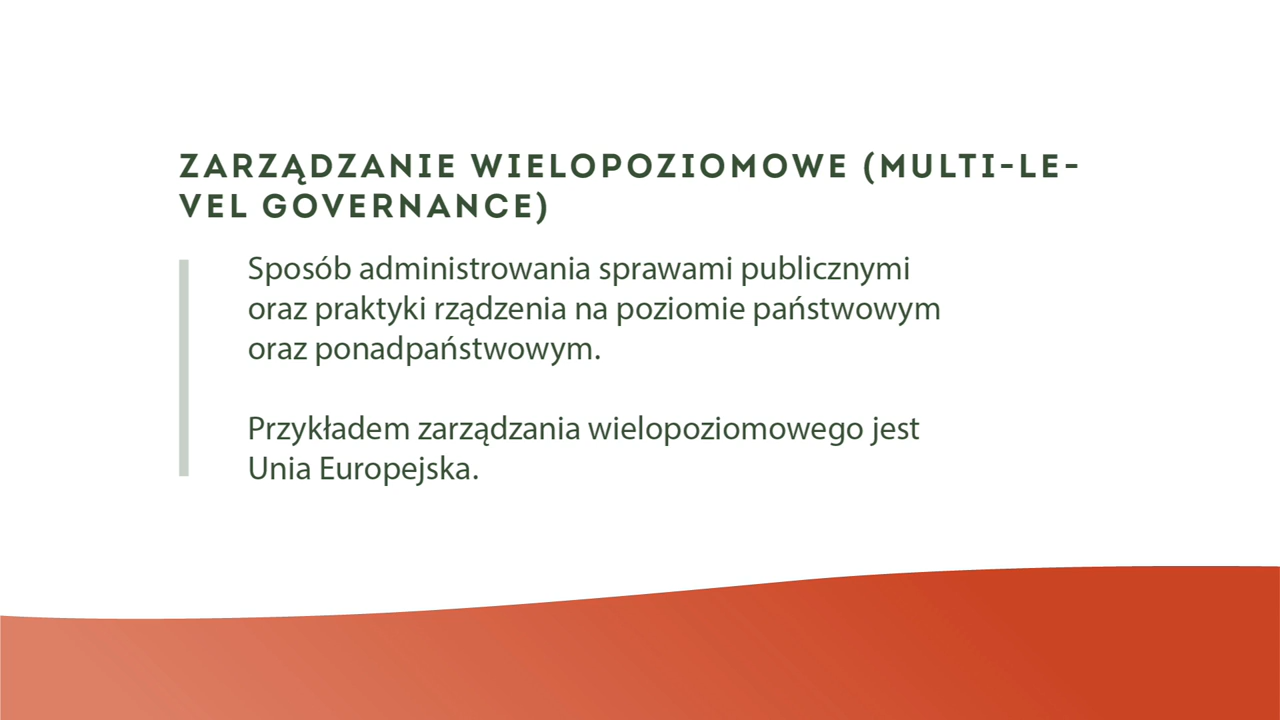 ZARZĄDZANIE WIELOPOZIOMOWE (MULTI-LE-
VEL GOVERNANCE)
Sposób administrowania sprawami publicznymi
oraz praktyki rządzenia na poziomie państwowym
oraz ponadpaństwowym.
Przykładem zarządzania wielopoziomowego jest
Unia Europejska.